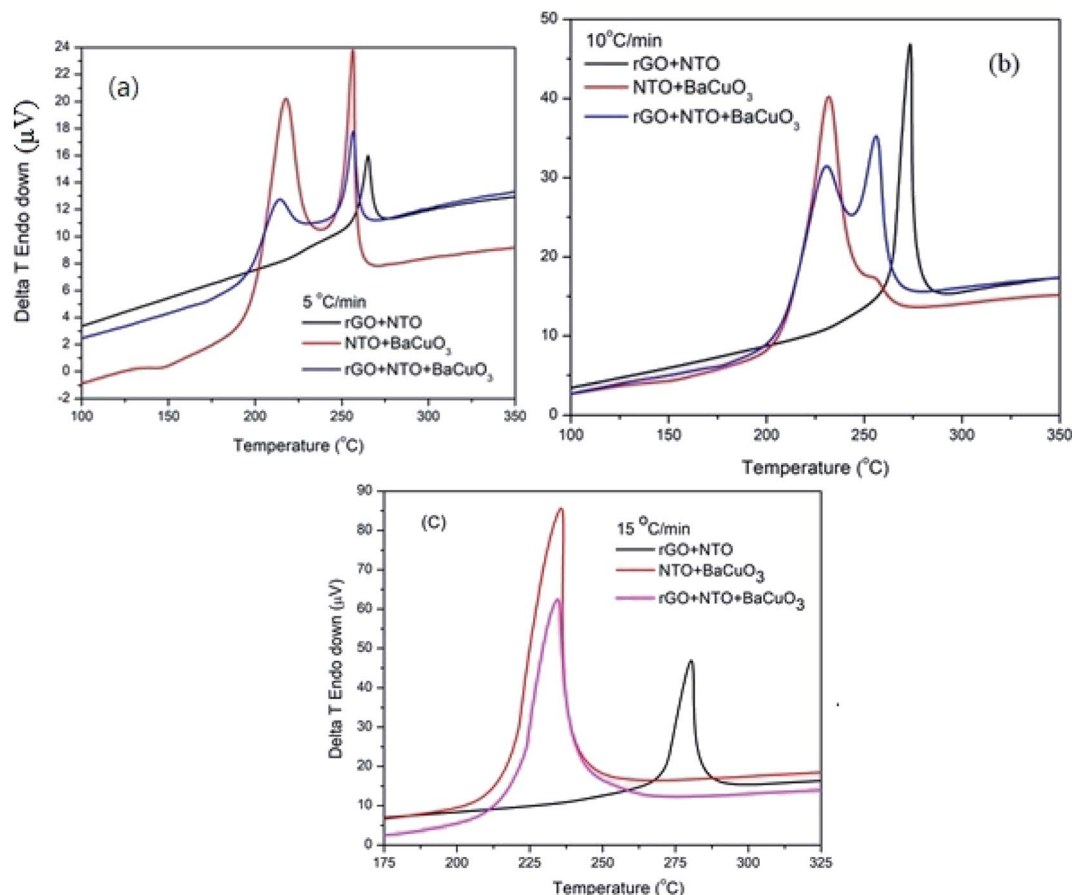 (a)
Delta T Endo down (μV)
24
22
20
18
16
14
12
10
8
6
4
2
0
-2
5 °C/min
rGO+NTO
NTO+BaCuO₃
rGO+NTO+BaCuO₃
100 150 200 250 300 350
Temperature (°C)
(b)
50
40
30
20
10
0
10°C/min
rGO+NTO
NTO+BaCuO₃
rGO+NTO+BaCuO₃
100 150 200 250 300 350
Temperature (°C)
(C)
Delta T Endo down (μV)
90
80
70
60
50
40
30
20
10
0
15 °C/min
rGO+NTO
NTO+BaCuO₃
rGO+NTO+BaCuO₃
175 200 225 250 275 300 325
Temperature (°C)